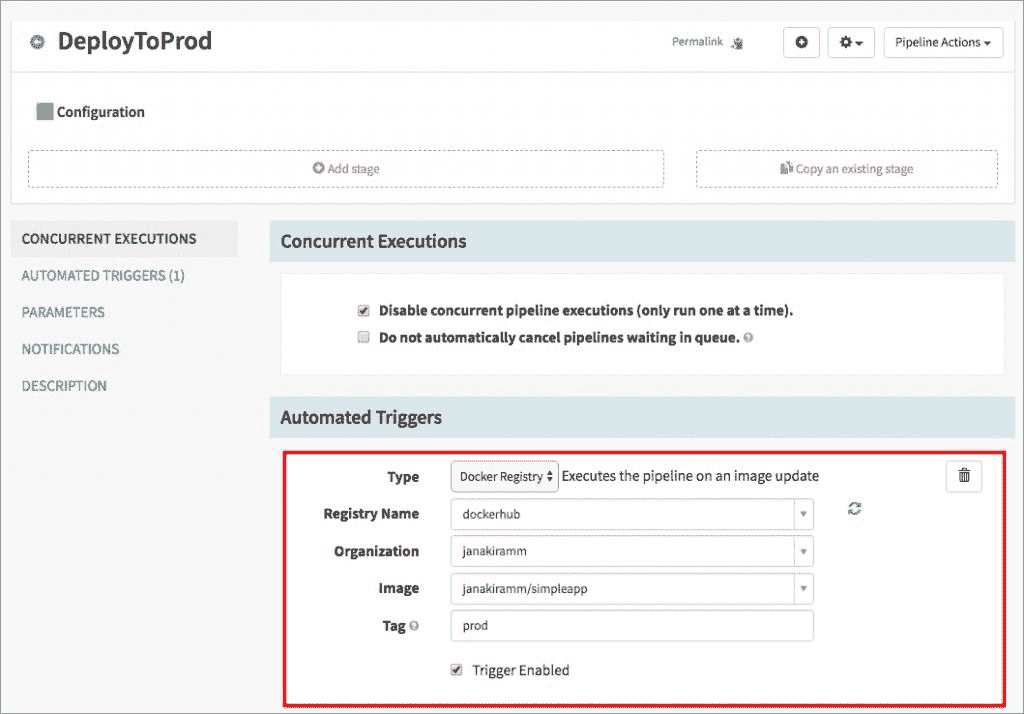 DeployToProd
Permalink
Pipeline Actions
Configuration
Add stage
Copy an existing stage
CONCURRENT EXECUTIONS
AUTOMATED TRIGGERS (1)
PARAMETERS
NOTIFICATIONS
DESCRIPTION
Concurrent Executions
Disable concurrent pipeline executions (only run one at a time).
Do not automatically cancel pipelines waiting in queue.
Automated Triggers
Type Docker Registry Executes the pipeline on an image update
Registry Name dockerhub
Organization janakiramm
Image janakiramm/simpleapp
Tag prod
Trigger Enabled